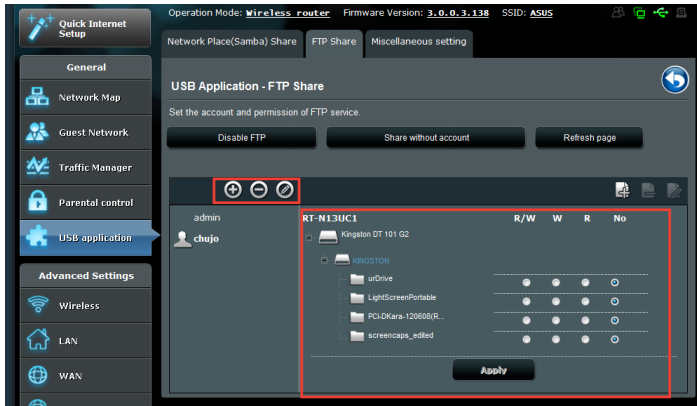 Operation Mode: Wireless router Firmware Version: 3.0.0.3.138 SSID: ASUS
Quick Internet
Setup
General
Network Map
Guest Network
Traffic Manager
Parental control
USB application
Advanced Settings
Wireless
LAN
WAN
Network Place(Samba) Share FTP Share Miscellaneous setting
USB Application - FTP Share
Set the account and permission of FTP service.
Disable FTP Share without account Refresh page
admin
chujo
RT-N13UC1 R/W W R No
Kingston DT 101 G2
KINGSTON
urDrive
LightScreenPortable
PCI-DKara-120608(R...
screencaps_edited
Apply